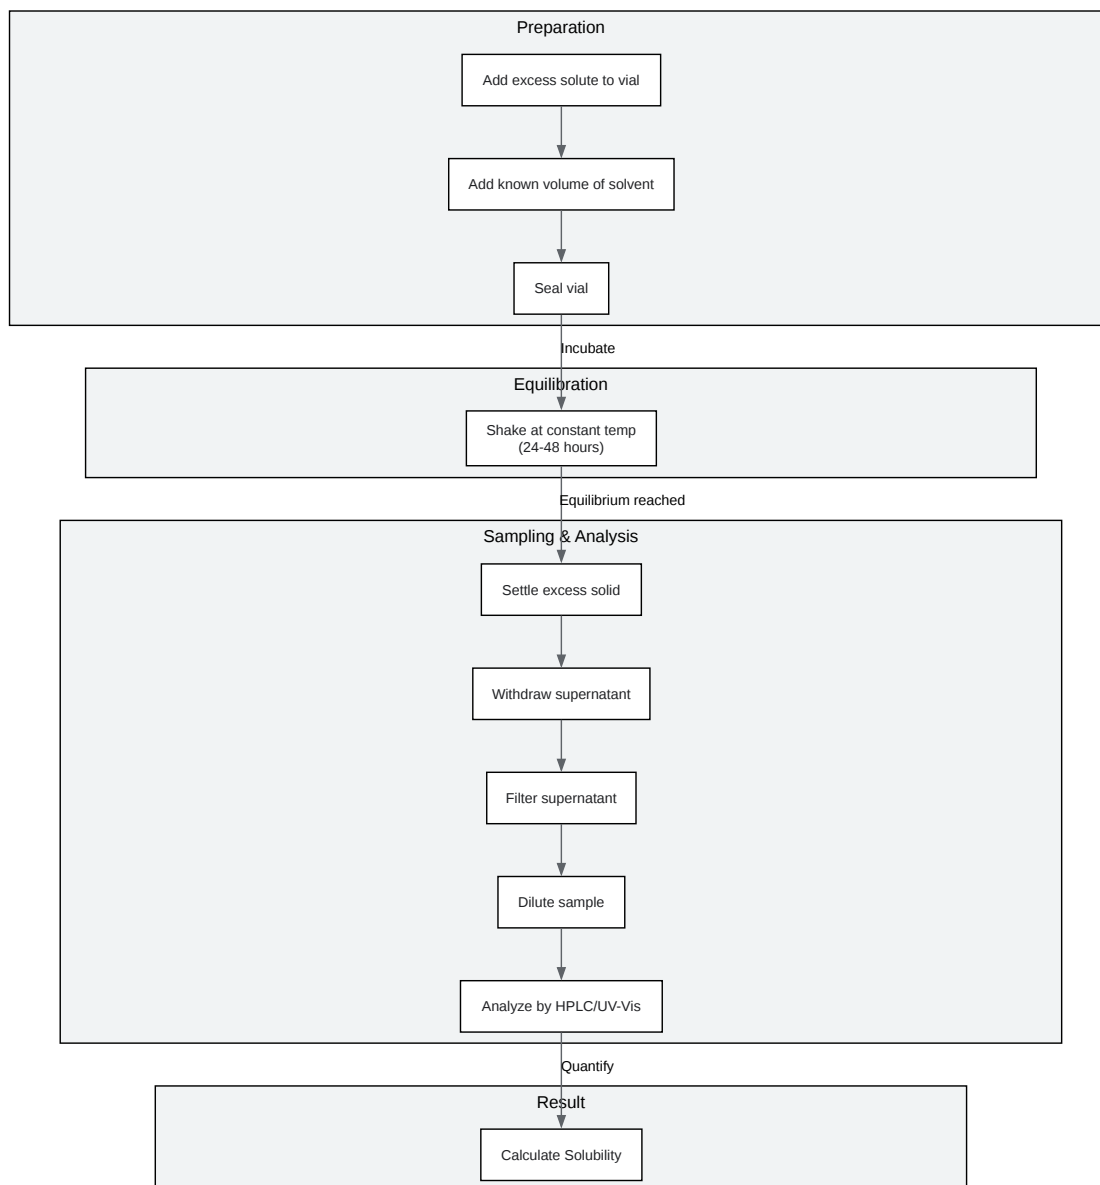 Preparation
Add excess solute to vial
Add known volume of solvent
Seal vial
Incubate
Equilibration
Shake at constant temp
(24-48 hours)
Equilibrium reached
Sampling & Analysis
Settle excess solid
Withdraw supernatant
Filter supernatant
Dilute sample
Analyze by HPLC/UV-Vis
Quantify
Result
Calculate Solubility